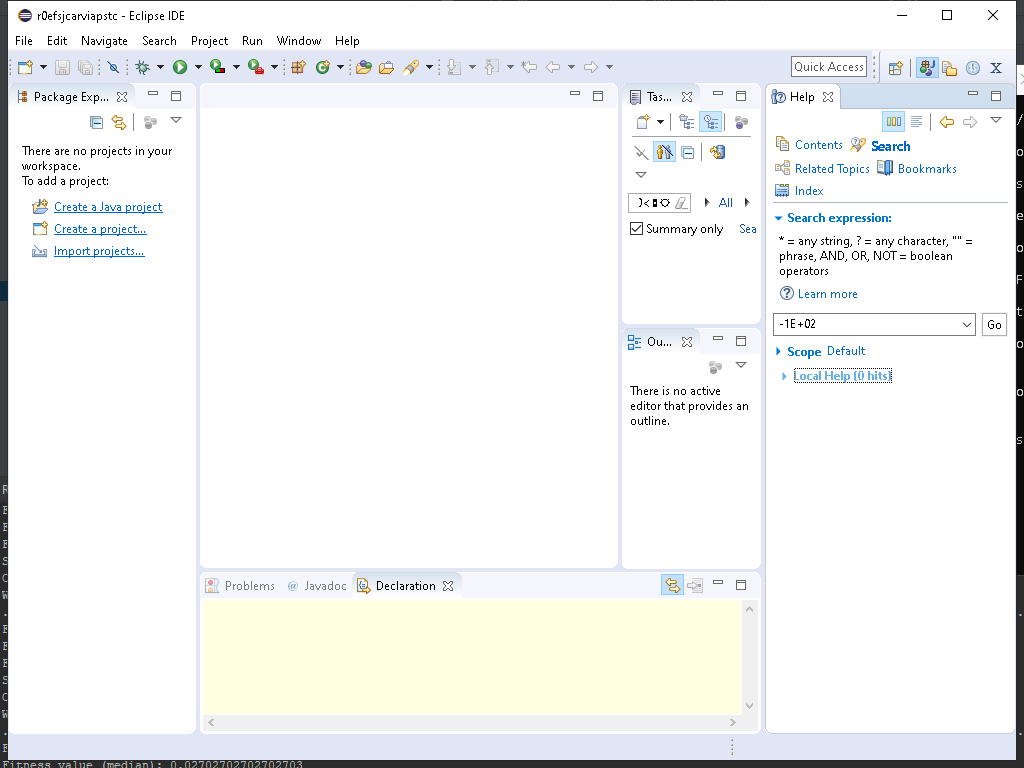 r0efsjcarviapstc - Eclipse IDE
File Edit Navigate Search Project Run Window Help
Quick Access
Package Exp...
There are no projects in your
workspace.
To add a project:
Create a Java project
Create a project...
Import projects...
Tas...
All
Summary only Sea
Ou...
There is no active
editor that provides an
outline.
Help
Contents Search
Related Topics Bookmarks
Index
Search expression:
* = any string, ? = any character, "" =
phrase, AND, OR, NOT = boolean
operators
Learn more
-1E+02
Go
Scope Default
Local Help (0 hits)
Problems @ Javadoc Declaration
Fitness value (median): 0.02702702702702703